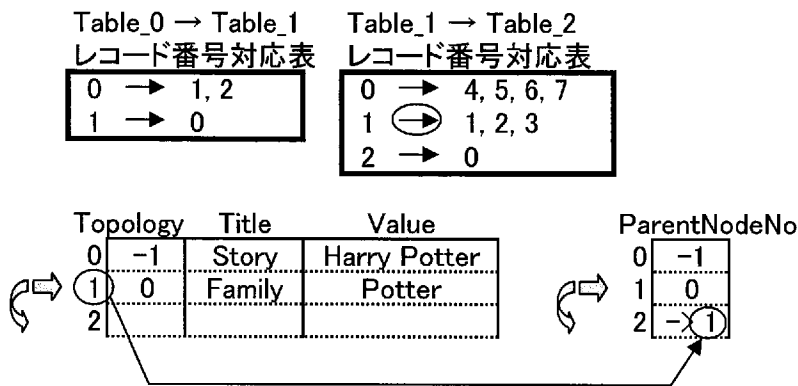 Table_0 → Table_1
レコード番号対応表
0 → 1, 2
1 → 0
Table_1 → Table_2
レコード番号対応表
0 → 4, 5, 6, 7
1 → 1, 2, 3
2 → 0
Topology Title Value
0 -1 Story Harry Potter
1 0 Family Potter
2
ParentNodeNo
0 -1
1 0
2 -> 1